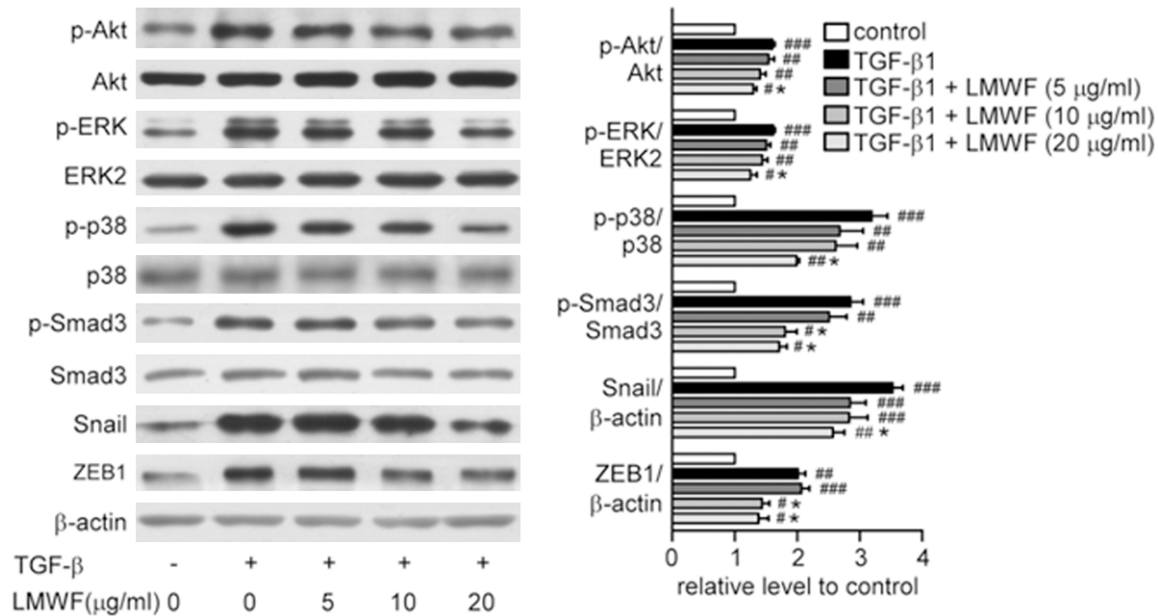 p-Akt
Akt
p-ERK
ERK2
p-p38
p38
p-Smad3
Smad3
Snail
ZEB1
β-actin
TGF-β - + + + +
LMWF(μg/ml) 0 0 5 10 20
control
TGF-β1
TGF-β1 + LMWF (5 μg/ml)
TGF-β1 + LMWF (10 μg/ml)
TGF-β1 + LMWF (20 μg/ml)
p-Akt/
Akt
###
##
##
# *
p-ERK/
ERK2
###
##
##
# *
p-p38/
p38
###
##
##
## *
p-Smad3/
Smad3
###
##
# *
# *
Snail/
β-actin
###
###
###
## *
ZEB1/
β-actin
##
###
# *
# *
0 1 2 3 4
relative level to control